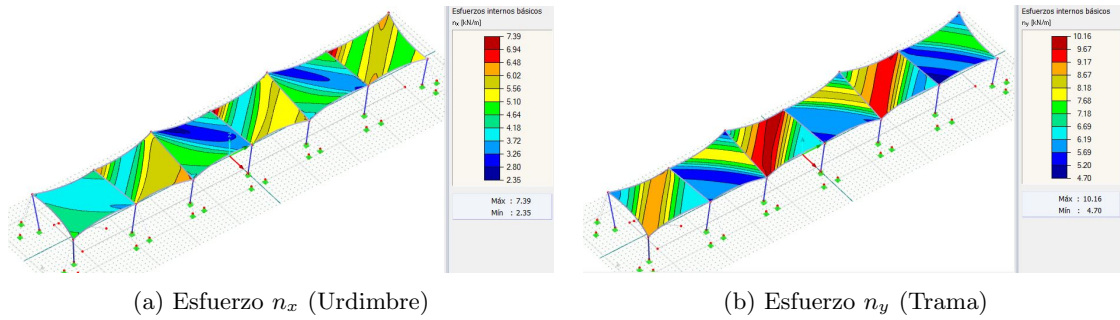 Esfuerzos internos básicos
nx [kN/m]
7.39
6.94
6.48
6.02
5.56
5.10
4.64
4.18
3.72
3.26
2.80
2.35
Máx : 7.39
Mín : 2.35
Esfuerzos internos básicos
ny [kN/m]
10.16
9.67
9.17
8.67
8.18
7.68
7.18
6.69
6.19
5.69
5.20
4.70
Máx : 10.16
Mín : 4.70
(a) Esfuerzo nx (Urdimbre)
(b) Esfuerzo ny (Trama)